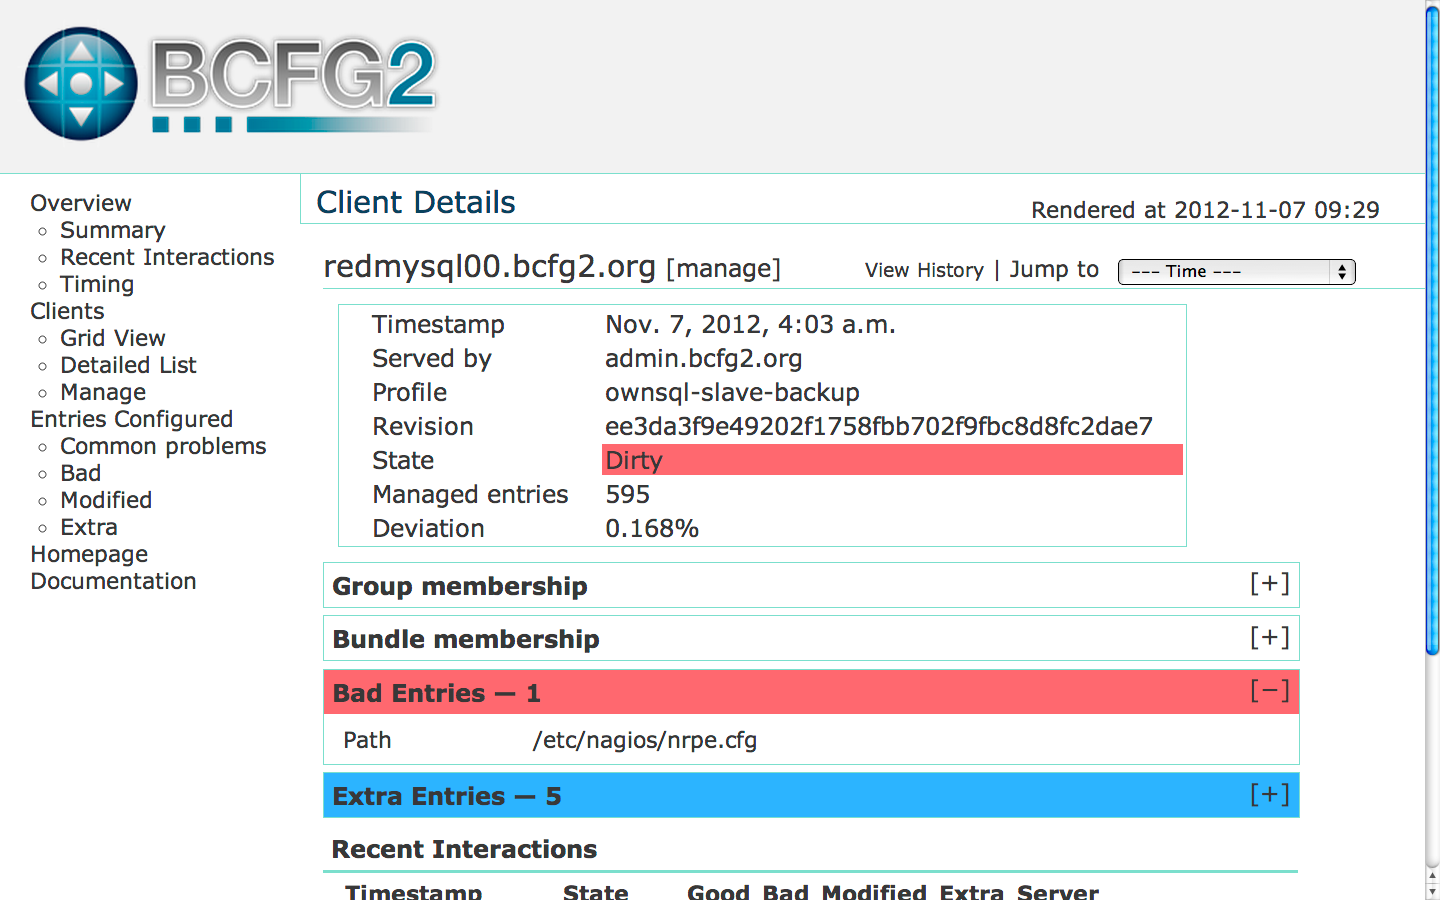 BCFG2
Overview
Summary
Recent Interactions
Timing
Clients
Grid View
Detailed List
Manage
Entries Configured
Common problems
Bad
Modified
Extra
Homepage
Documentation
Client Details
Rendered at 2012-11-07 09:29
redmysql00.bcfg2.org [manage] View History | Jump to --- Time ---
Timestamp Nov. 7, 2012, 4:03 a.m.
Served by admin.bcfg2.org
Profile ownsql-slave-backup
Revision ee3da3f9e49202f1758fbb702f9fbc8d8fc2dae7
State Dirty
Managed entries 595
Deviation 0.168%
Group membership [+]
Bundle membership [+]
Bad Entries — 1 [−]
Path /etc/nagios/nrpe.cfg
Extra Entries — 5 [+]
Recent Interactions
Timestamp State Good Bad Modified Extra Server